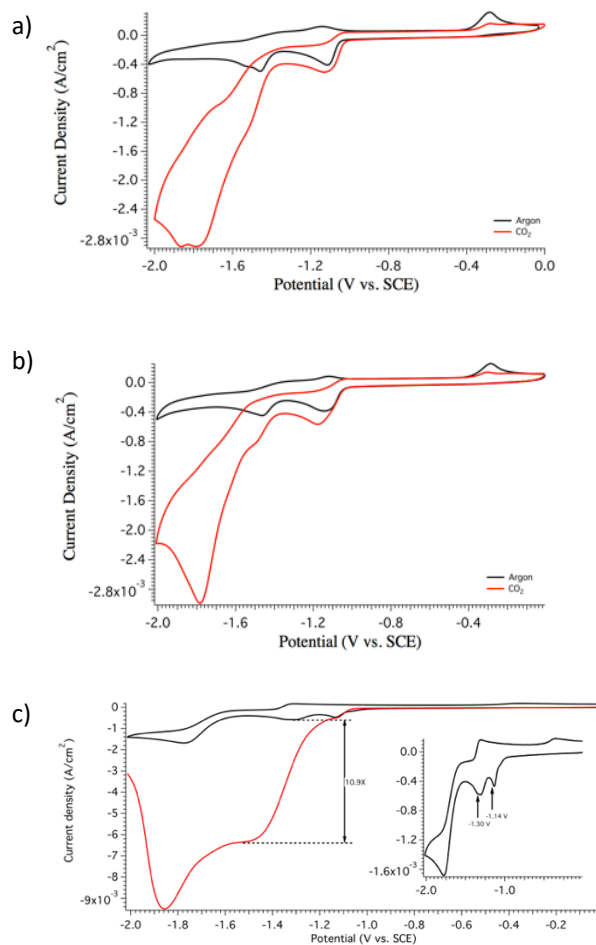 a)
0.0
-0.4
-0.8
-1.2
-1.6
-2.0
-2.4
-2.8x10⁻³
Current Density (A/cm²)
Argon
CO₂
-2.0 -1.6 -1.2 -0.8 -0.4 0.0
Potential (V vs. SCE)
b)
0.0
-0.4
-0.8
-1.2
-1.6
-2.0
-2.4
-2.8x10⁻³
Current Density (A/cm²)
Argon
CO₂
-2.0 -1.6 -1.2 -0.8 -0.4 0.0
Potential (V vs. SCE)
c)
0
-1
-2
-3
-4
-5
-6
-7
-8
-9x10⁻³
Current density (A/cm²)
10.9X
0.0
-0.4
-0.8
-1.2
-1.6x10⁻³
-1.30 V
-1.14 V
-2.0 -1.0
-2.0 -1.8 -1.6 -1.4 -1.2 -1.0 -0.8 -0.6 -0.4 -0.2
Potential (V vs. SCE)